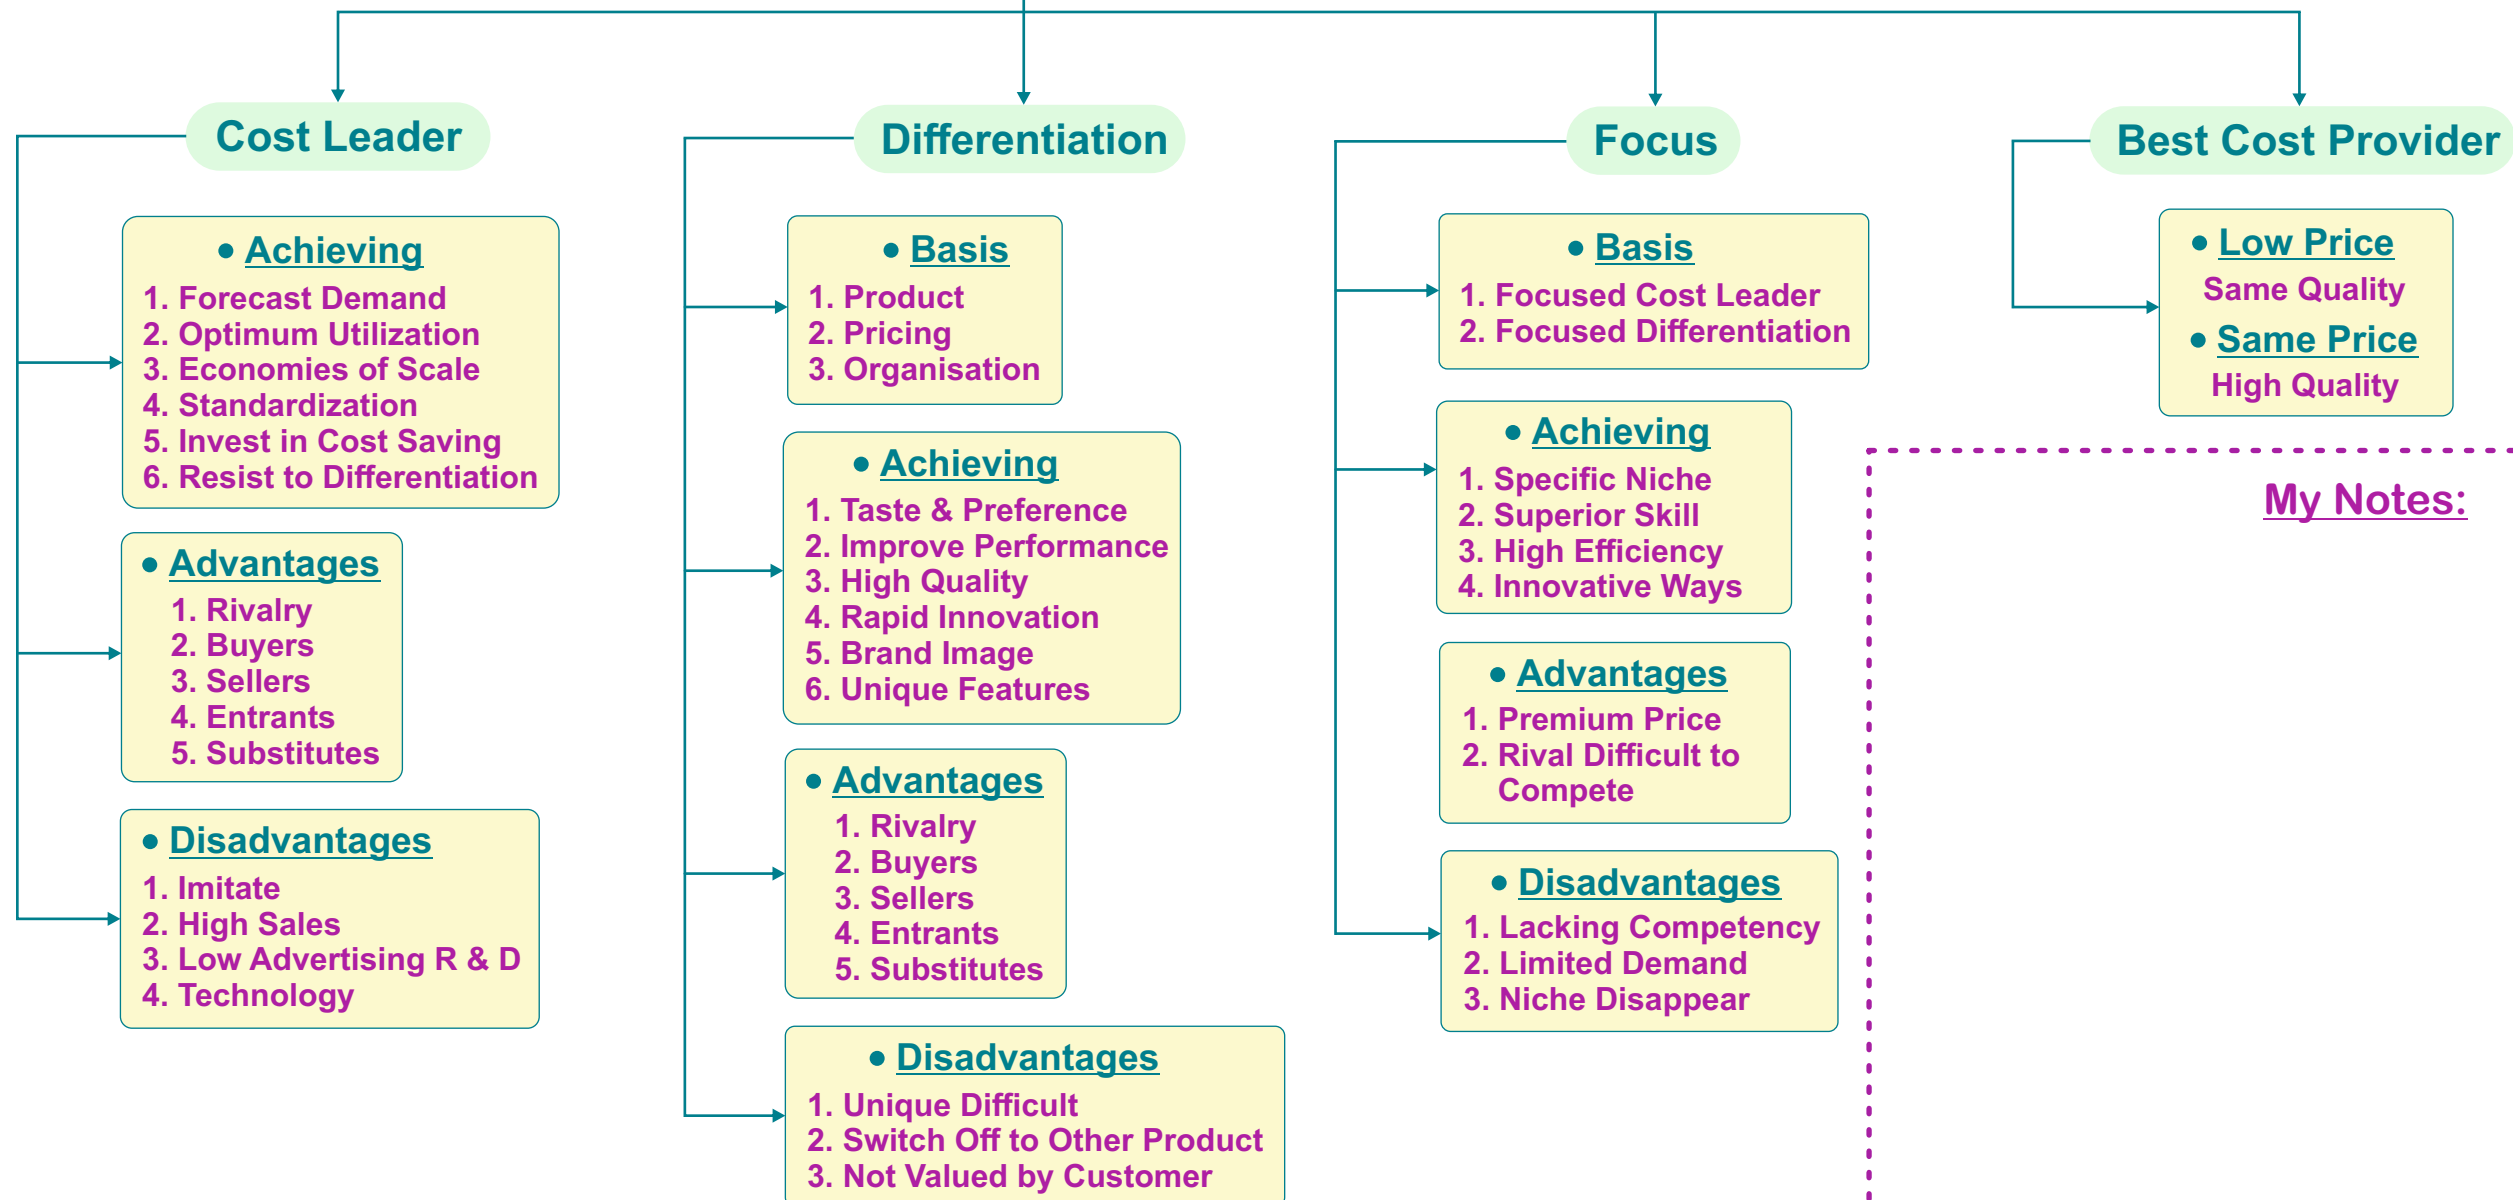 Cost Leader
• Achieving
1. Forecast Demand
2. Optimum Utilization
3. Economies of Scale
4. Standardization
5. Invest in Cost Saving
6. Resist to Differentiation
• Advantages
1. Rivalry
2. Buyers
3. Sellers
4. Entrants
5. Substitutes
• Disadvantages
1. Imitate
2. High Sales
3. Low Advertising R & D
4. Technology
Differentiation
• Basis
1. Product
2. Pricing
3. Organisation
• Achieving
1. Taste & Preference
2. Improve Performance
3. High Quality
4. Rapid Innovation
5. Brand Image
6. Unique Features
• Advantages
1. Rivalry
2. Buyers
3. Sellers
4. Entrants
5. Substitutes
• Disadvantages
1. Unique Difficult
2. Switch Off to Other Product
3. Not Valued by Customer
Focus
• Basis
1. Focused Cost Leader
2. Focused Differentiation
• Achieving
1. Specific Niche
2. Superior Skill
3. High Efficiency
4. Innovative Ways
• Advantages
1. Premium Price
2. Rival Difficult to
Compete
• Disadvantages
1. Lacking Competency
2. Limited Demand
3. Niche Disappear
Best Cost Provider
• Low Price
Same Quality
• Same Price
High Quality
My Notes: